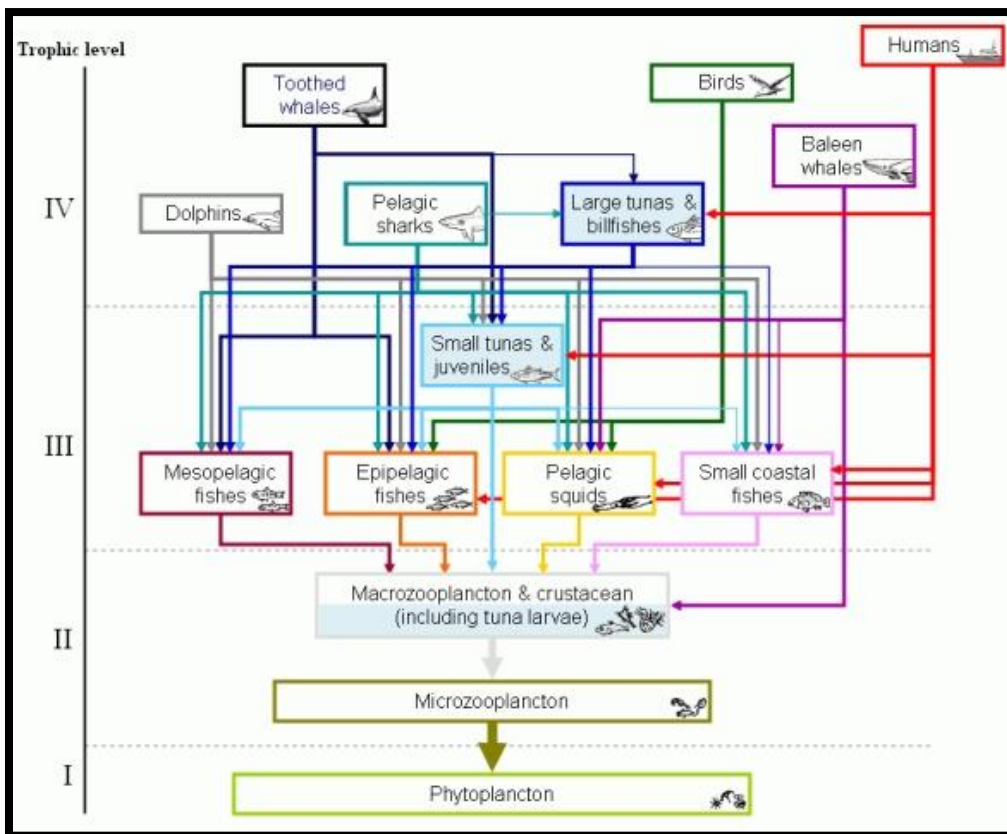 Trophic level
Humans
Toothed
whales
Birds
Baleen
whales
IV
Dolphins
Pelagic
sharks
Large tunas &
billfishes
Small tunas &
juveniles
III
Mesopelagic
fishes
Epipelagic
fishes
Pelagic
squids
Small coastal
fishes
Macrozooplancton & crustacean
(including tuna larvae)
II
Microzooplancton
I
Phytoplancton